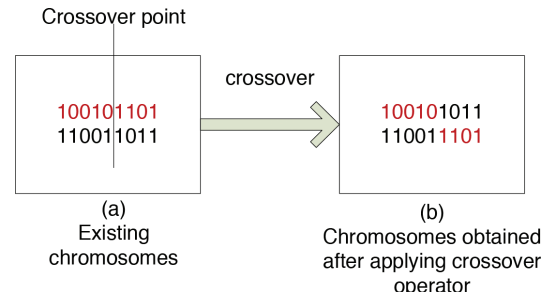 Crossover point
crossover
100101101
110011011
100101011
110011101
(a)
Existing
chromosomes
(b)
Chromosomes obtained
after applying crossover
operator